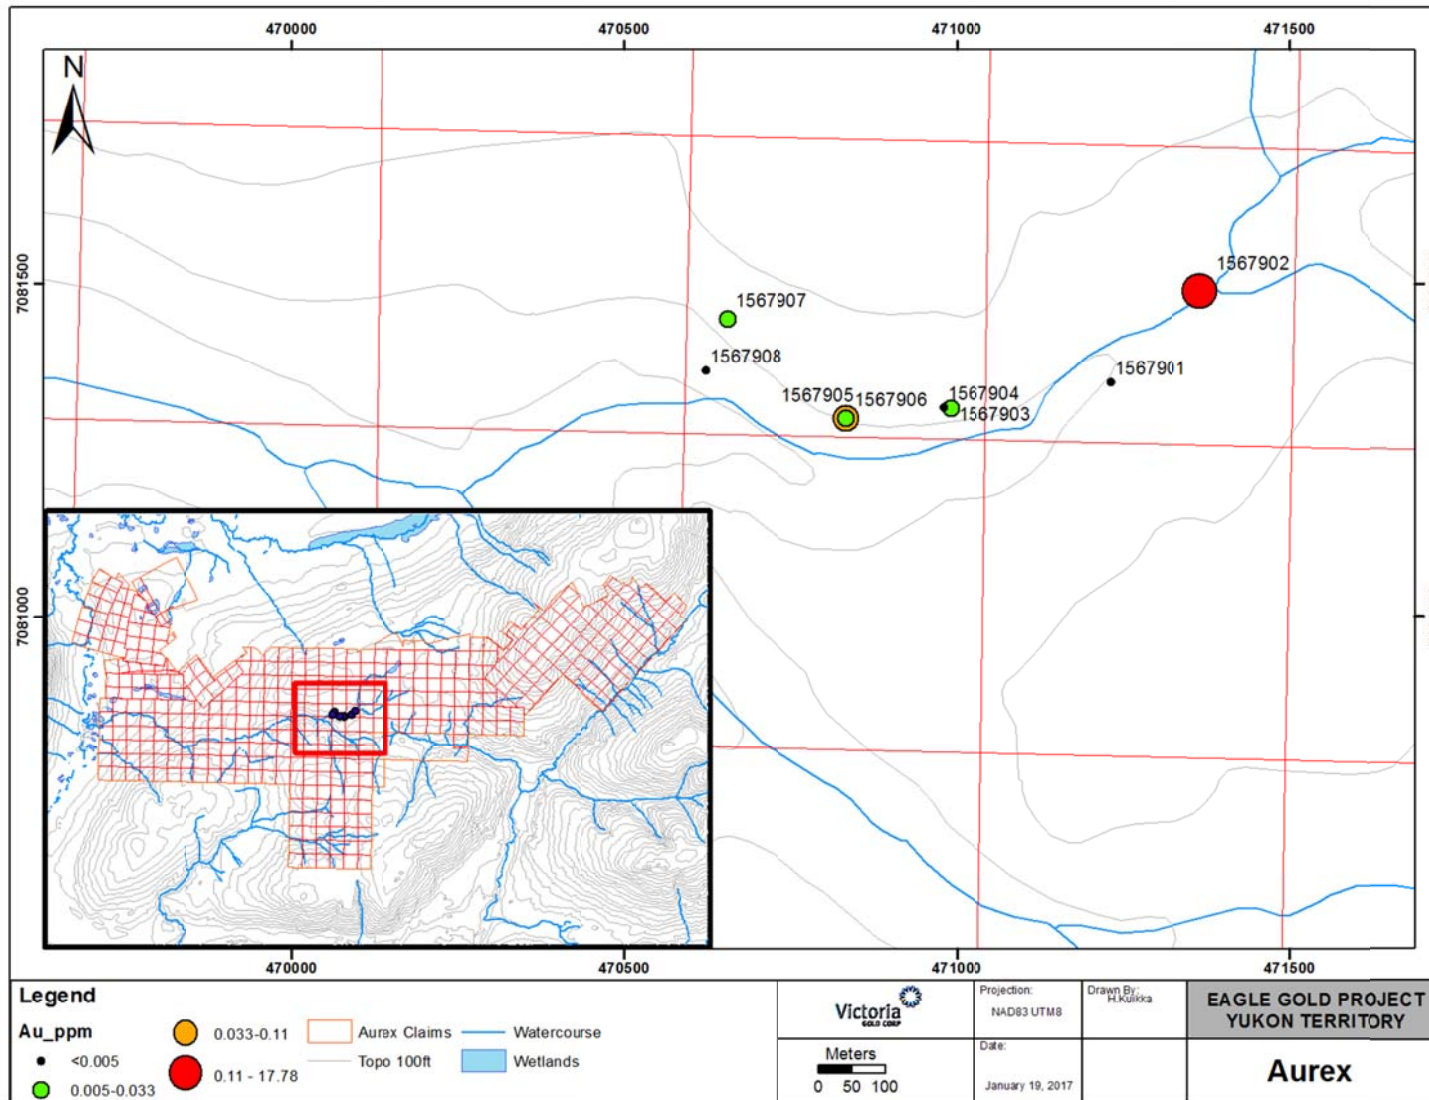 470000
470500
471000
471500
N
7081500
7081000
1567902
1567907
1567908
1567901
1567905
1567906
1567904
1567903
470000
470500
471000
471500
Legend
Au_ppm
<0.005
0.005-0.033
0.033-0.11
0.11 - 17.78
Aurex Claims
Topo 100ft
Watercourse
Wetlands
Victoria
GOLD CORP
Meters
0 50 100
Projection:
NAD83 UTM8
Drawn By:
H.Kulikka
Date:
January 19, 2017
EAGLE GOLD PROJECT
YUKON TERRITORY
Aurex